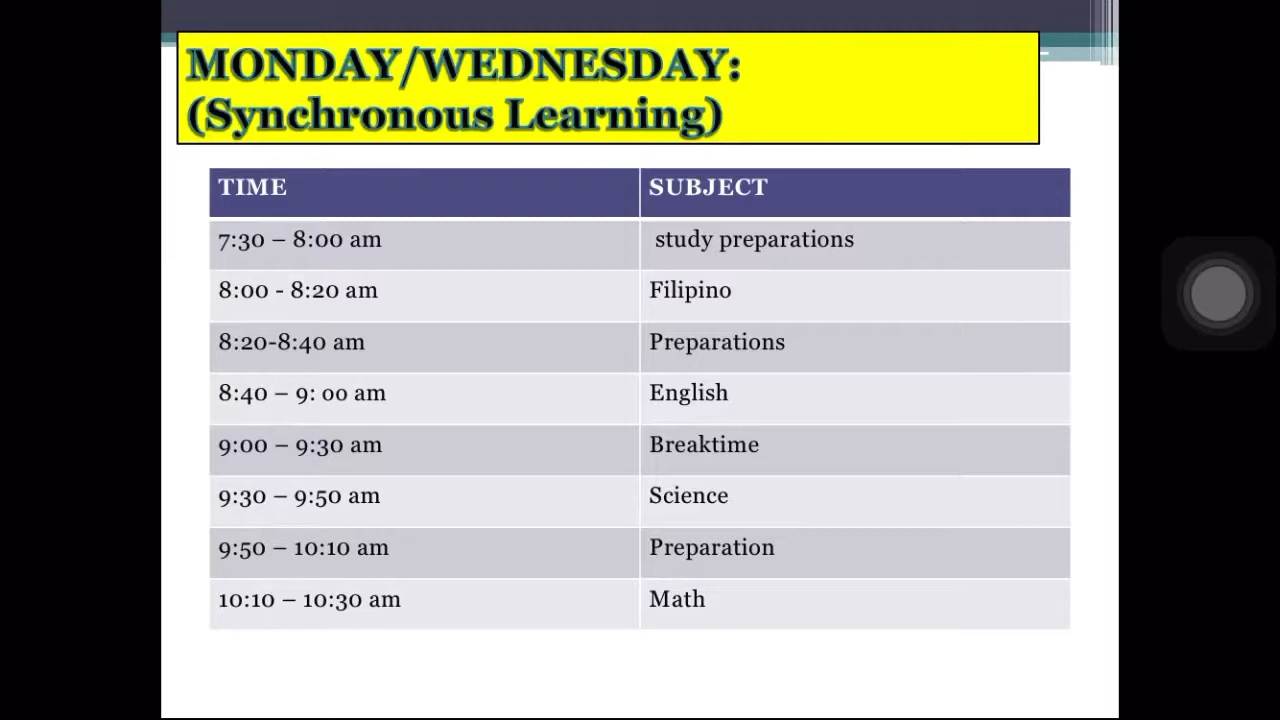 MONDAY/WEDNESDAY:
(Synchronous Learning)
TIME SUBJECT
7:30 – 8:00 am study preparations
8:00 - 8:20 am Filipino
8:20-8:40 am Preparations
8:40 – 9: 00 am English
9:00 – 9:30 am Breaktime
9:30 – 9:50 am Science
9:50 – 10:10 am Preparation
10:10 – 10:30 am Math